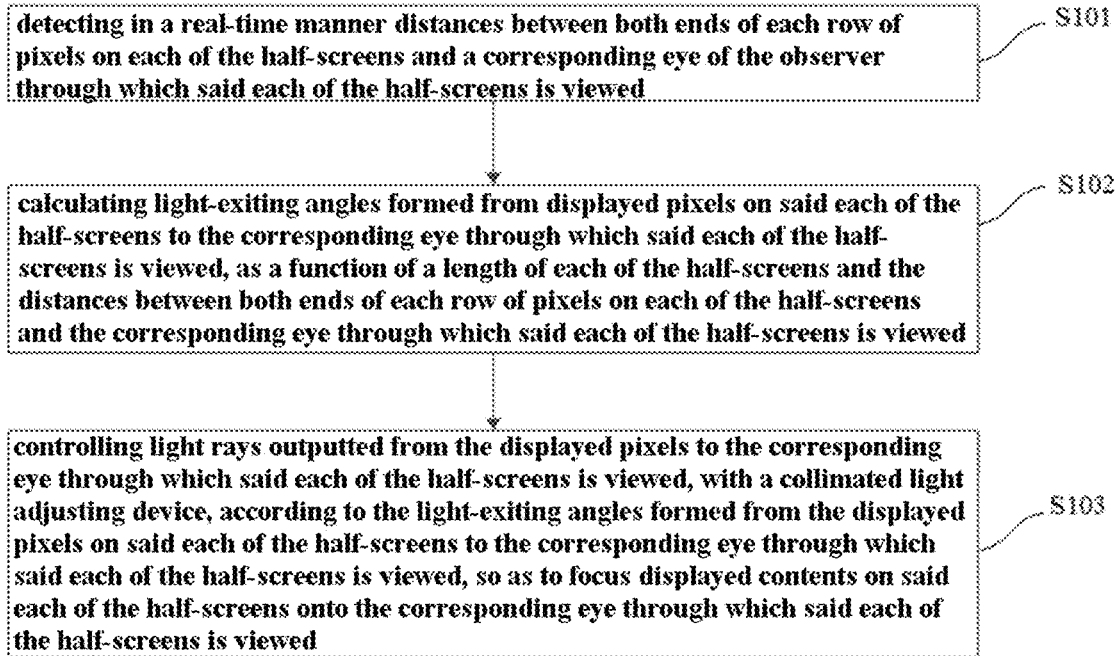 detecting in a real-time manner distances between both ends of each row of
pixels on each of the half-screens and a corresponding eye of the observer
through which said each of the half-screens is viewed
S101
calculating light-exiting angles formed from displayed pixels on said each of the
half-screens to the corresponding eye through which said each of the half-
screens is viewed, as a function of a length of each of the half-screens and the
distances between both ends of each row of pixels on each of the half-screens
and the corresponding eye through which said each of the half-screens is viewed
S102
controlling light rays outputted from the displayed pixels to the corresponding
eye through which said each of the half-screens is viewed, with a collimated light
adjusting device, according to the light-exiting angles formed from the displayed
pixels on said each of the half-screens to the corresponding eye through which
said each of the half-screens is viewed, so as to focus displayed contents on said
each of the half-screens onto the corresponding eye through which said each of
the half-screens is viewed
S103